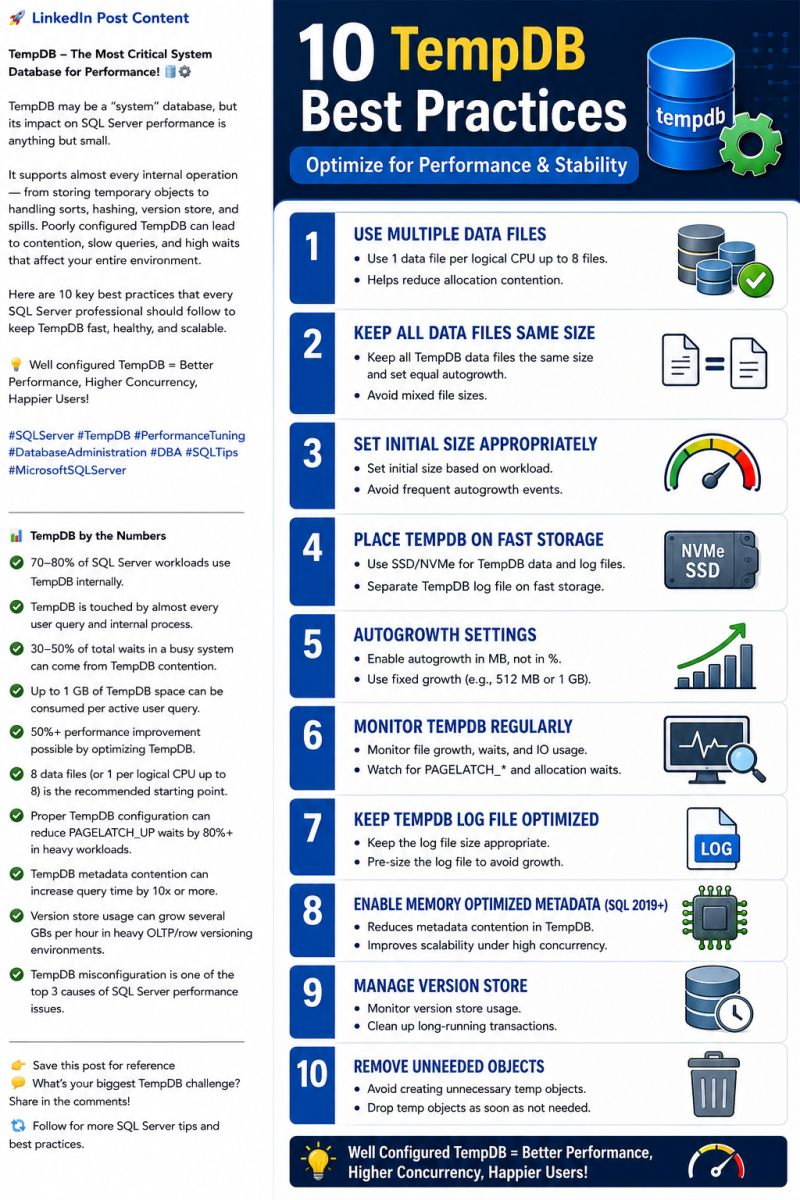 🚀 LinkedIn Post Content
TempDB – The Most Critical System
Database for Performance! 🛢️⚙️
TempDB may be a “system” database, but
its impact on SQL Server performance is
anything but small.
It supports almost every internal operation
— from storing temporary objects to
handling sorts, hashing, version store, and
spills. Poorly configured TempDB can lead
to contention, slow queries, and high waits
that affect your entire environment.
Here are 10 key best practices that every
SQL Server professional should follow to
keep TempDB fast, healthy, and scalable.
💡 Well configured TempDB = Better
Performance, Higher Concurrency,
Happier Users!
#SQLServer #TempDB #PerformanceTuning
#DatabaseAdministration #DBA #SQLTips
#MicrosoftSQLServer
📊 TempDB by the Numbers
✅ 70–80% of SQL Server workloads use
TempDB internally.
✅ TempDB is touched by almost every
user query and internal process.
✅ 30–50% of total waits in a busy system
can come from TempDB contention.
✅ Up to 1 GB of TempDB space can be
consumed per active user query.
✅ 50%+ performance improvement
possible by optimizing TempDB.
✅ 8 data files (or 1 per logical CPU up to
8) is the recommended starting point.
✅ Proper TempDB configuration can
reduce PAGELATCH_UP waits by 80%+
in heavy workloads.
✅ TempDB metadata contention can
increase query time by 10x or more.
✅ Version store usage can grow several
GBs per hour in heavy OLTP/row versioning
environments.
✅ TempDB misconfiguration is one of the
top 3 causes of SQL Server performance
issues.
👉 Save this post for reference
💬 What's your biggest TempDB challenge?
Share in the comments!
🔄 Follow for more SQL Server tips and
best practices.
10 TempDB
Best Practices
Optimize for Performance & Stability
tempdb
1
USE MULTIPLE DATA FILES
• Use 1 data file per logical CPU up to 8 files.
• Helps reduce allocation contention.
2
KEEP ALL DATA FILES SAME SIZE
• Keep all TempDB data files the same size
and set equal autogrowth.
• Avoid mixed file sizes.
=
3
SET INITIAL SIZE APPROPRIATELY
• Set initial size based on workload.
• Avoid frequent autogrowth events.
4
PLACE TEMPDB ON FAST STORAGE
• Use SSD/NVMe for TempDB data and log files.
• Separate TempDB log file on fast storage.
NVMe
SSD
5
AUTOGROWTH SETTINGS
• Enable autogrowth in MB, not in %.
• Use fixed growth (e.g., 512 MB or 1 GB).
6
MONITOR TEMPDB REGULARLY
• Monitor file growth, waits, and IO usage.
• Watch for PAGELATCH_* and allocation waits.
7
KEEP TEMPDB LOG FILE OPTIMIZED
• Keep the log file size appropriate.
• Pre-size the log file to avoid growth.
LOG
8
ENABLE MEMORY OPTIMIZED METADATA (SQL 2019+)
• Reduces metadata contention in TempDB.
• Improves scalability under high concurrency.
9
MANAGE VERSION STORE
• Monitor version store usage.
• Clean up long-running transactions.
10
REMOVE UNNEEDED OBJECTS
• Avoid creating unnecessary temp objects.
• Drop temp objects as soon as not needed.
Well Configured TempDB = Better Performance,
Higher Concurrency, Happier Users!